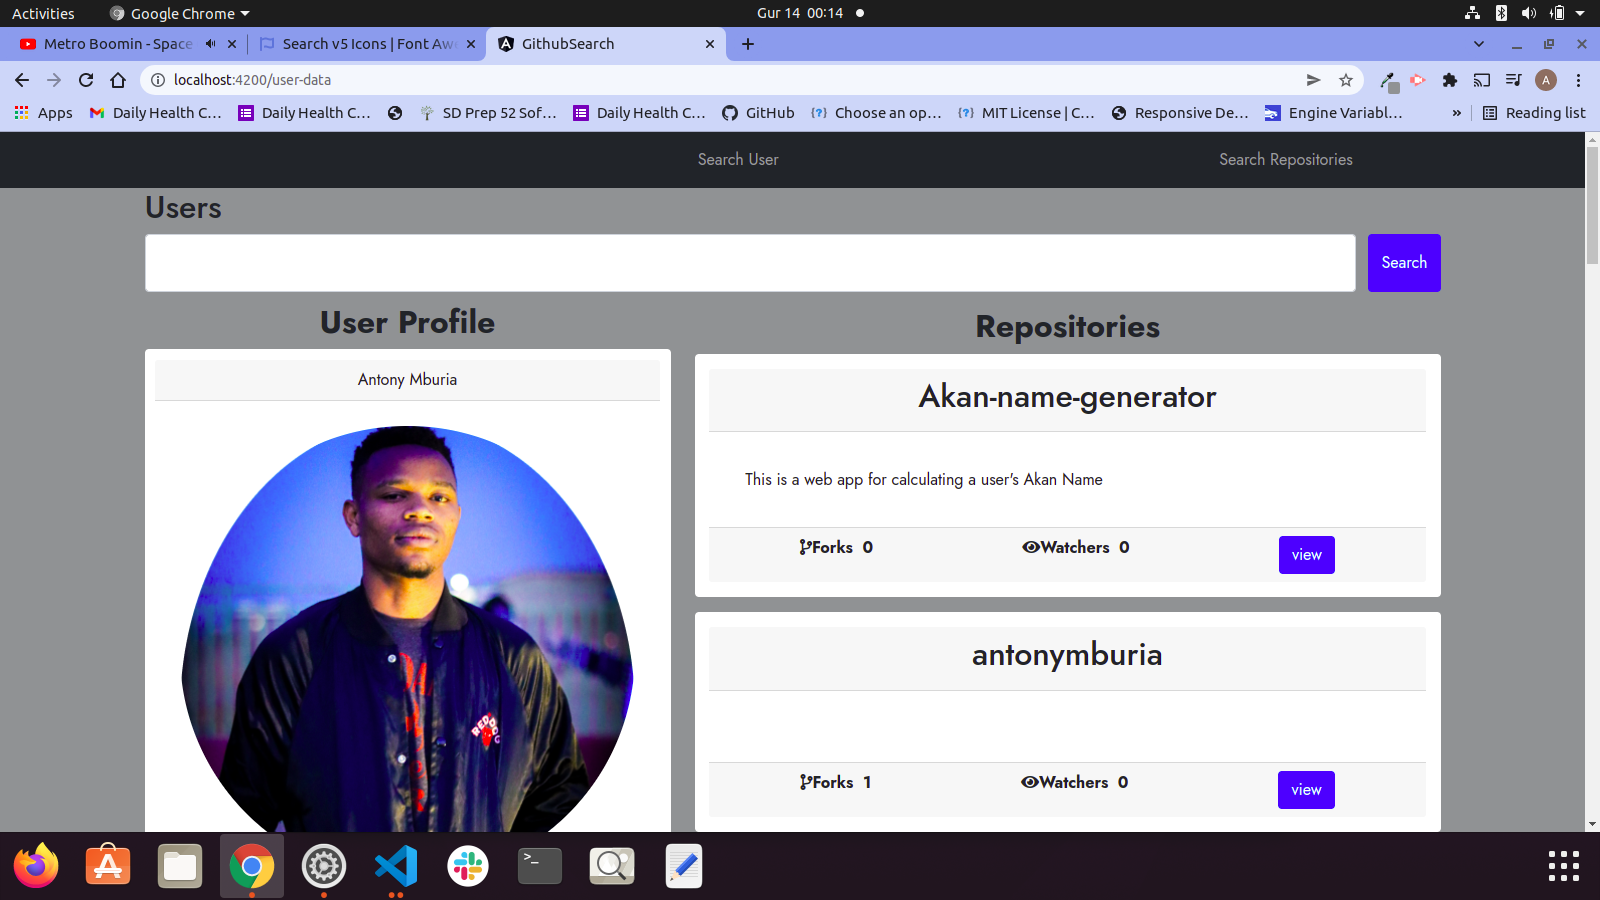 Activities
Google Chrome
Gur 14 00:14
Metro Boomin - Space
Search v5 Icons | Font Aw
GithubSearch
localhost:4200/user-data
A
Apps
Daily Health C…
Daily Health C…
SD Prep 52 Sof…
Daily Health C…
GitHub
Choose an op…
MIT License | C…
Responsive De…
Engine Variabl…
»
Reading list
Search User
Search Repositories
Users
Search
User Profile
Repositories
Antony Mburia
Akan-name-generator
This is a web app for calculating a user's Akan Name
Forks 0
Watchers 0
view
antonymburia
Forks 1
Watchers 0
view